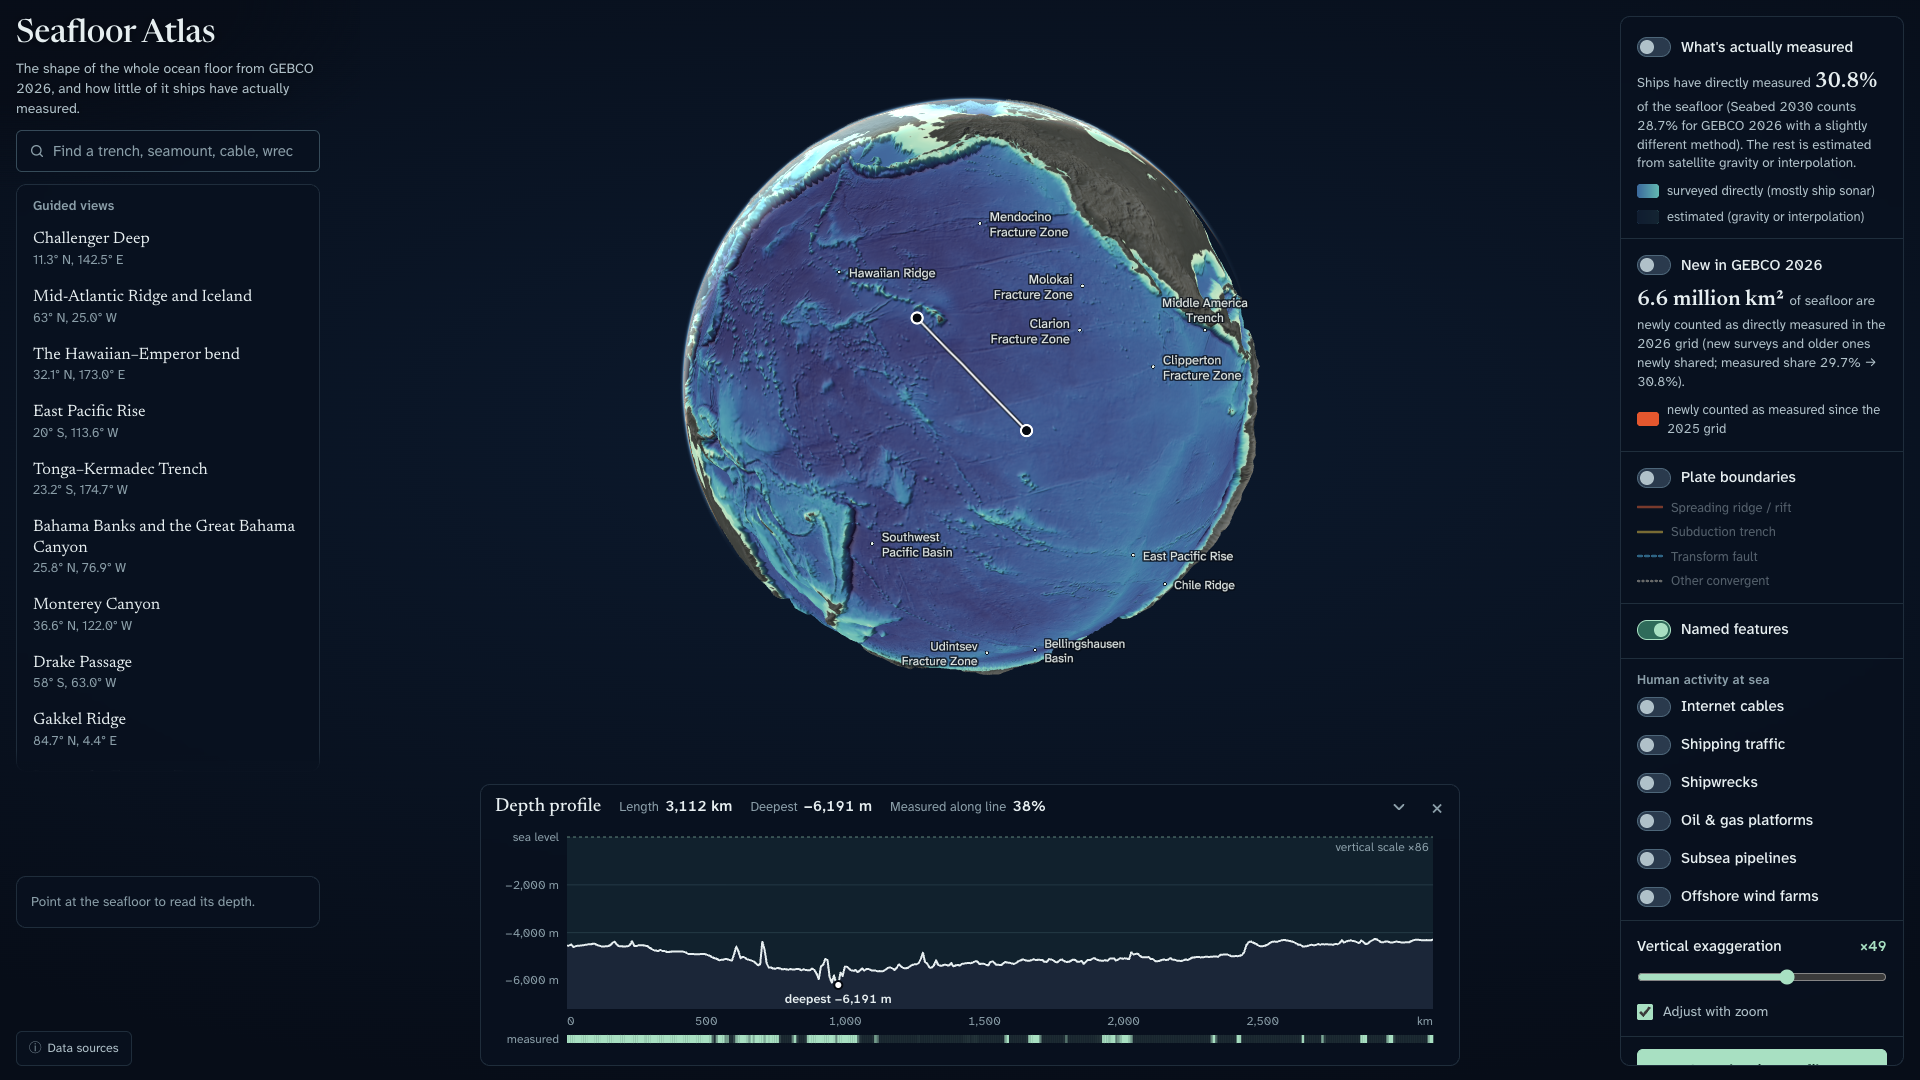 Seafloor Atlas
The shape of the whole ocean floor from GEBCO
2026, and how little of it ships have actually
measured.
Find a trench, seamount, cable, wrec
Guided views
Challenger Deep
11.3° N, 142.5° E
Mid-Atlantic Ridge and Iceland
63° N, 25.0° W
The Hawaiian–Emperor bend
32.1° N, 173.0° E
East Pacific Rise
20° S, 113.6° W
Tonga–Kermadec Trench
23.2° S, 174.7° W
Bahama Banks and the Great Bahama
Canyon
25.8° N, 76.9° W
Monterey Canyon
36.6° N, 122.0° W
Drake Passage
58° S, 63.0° W
Gakkel Ridge
84.7° N, 4.4° E
Point at the seafloor to read its depth.
Data sources
Mendocino
Fracture Zone
Hawaiian Ridge
Molokai
Fracture Zone
Middle America
Trench
Clarion
Fracture Zone
Clipperton
Fracture Zone
Southwest
Pacific Basin
East Pacific Rise
Chile Ridge
Udintsev
Fracture Zone
Bellingshausen
Basin
Depth profile Length 3,112 km Deepest −6,191 m Measured along line 38%
sea level
vertical scale ×86
−2,000 m
−4,000 m
−6,000 m
deepest −6,191 m
0 500 1,000 1,500 2,000 2,500 km
measured
What's actually measured
Ships have directly measured 30.8%
of the seafloor (Seabed 2030 counts
28.7% for GEBCO 2026 with a slightly
different method). The rest is estimated
from satellite gravity or interpolation.
surveyed directly (mostly ship sonar)
estimated (gravity or interpolation)
New in GEBCO 2026
6.6 million km² of seafloor are
newly counted as directly measured in the
2026 grid (new surveys and older ones
newly shared; measured share 29.7% →
30.8%).
newly counted as measured since the
2025 grid
Plate boundaries
Spreading ridge / rift
Subduction trench
Transform fault
Other convergent
Named features
Human activity at sea
Internet cables
Shipping traffic
Shipwrecks
Oil & gas platforms
Subsea pipelines
Offshore wind farms
Vertical exaggeration ×49
Adjust with zoom